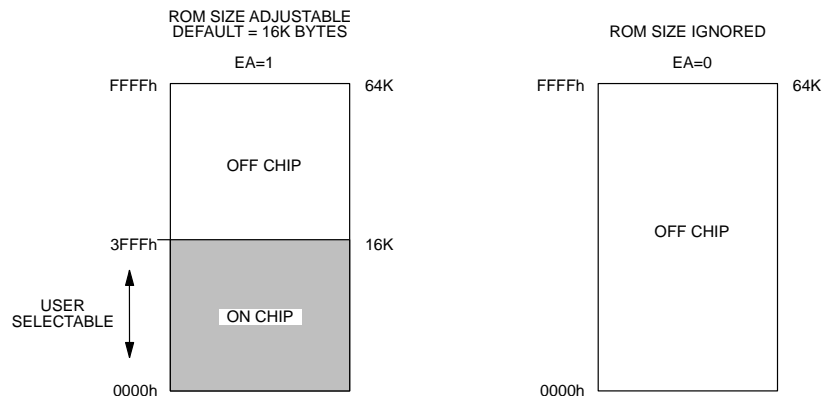 ROM SIZE ADJUSTABLE
DEFAULT = 16K BYTES
EA=1
FFFFh
64K
OFF CHIP
3FFFh
16K
USER
SELECTABLE
ON CHIP
0000h
ROM SIZE IGNORED
EA=0
FFFFh
64K
OFF CHIP
0000h